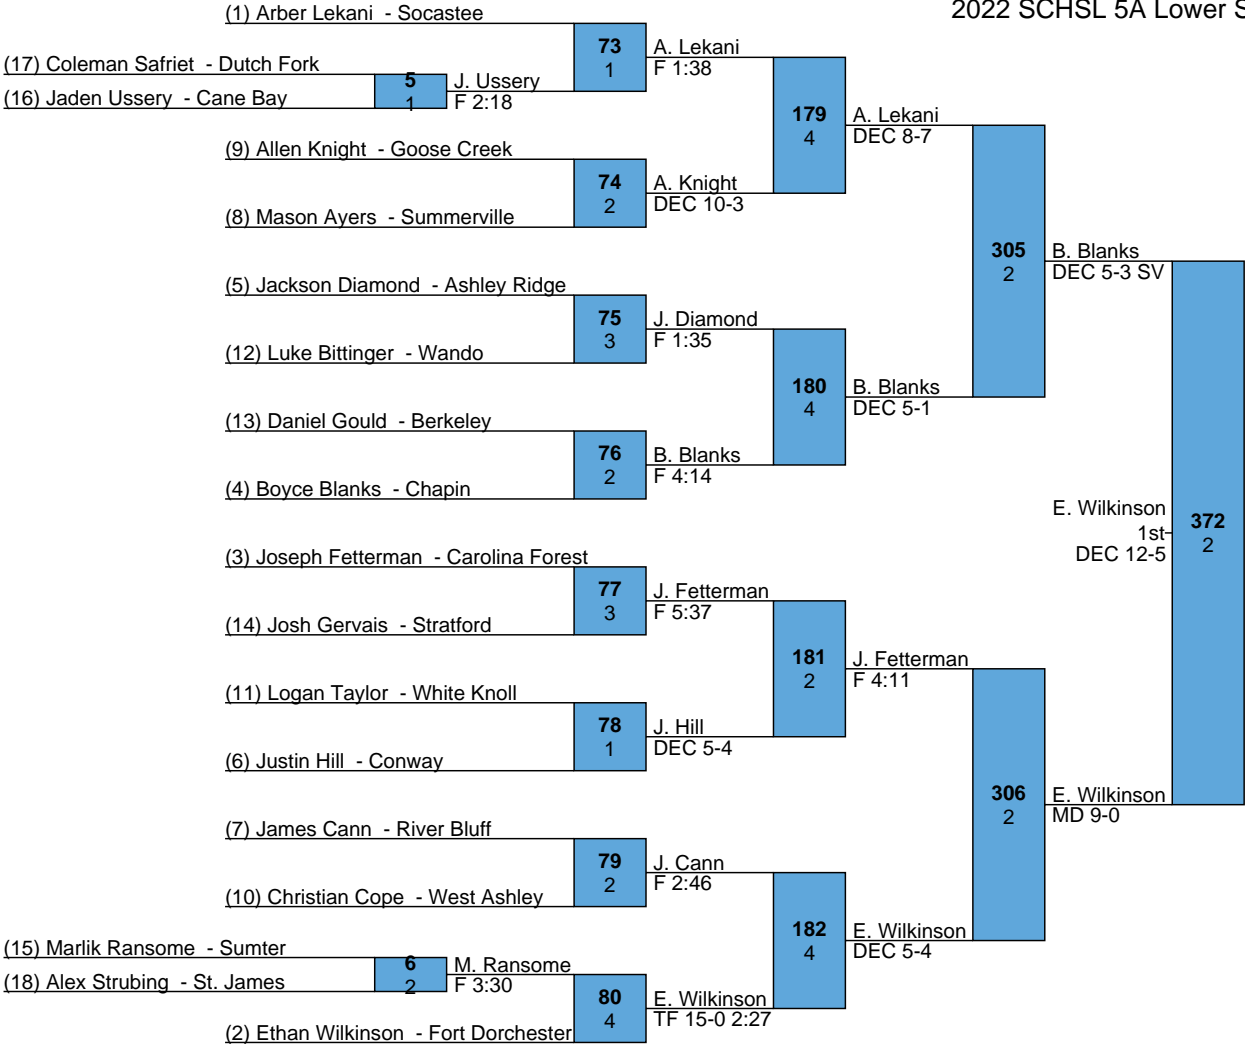 2022 SCHSL 5A Lower S
(1) Arber Lekani - Socastee
(17) Coleman Safriet - Dutch Fork
(16) Jaden Ussery - Cane Bay
5
1
J. Ussery
F 2:18
73
1
A. Lekani
F 1:38
(9) Allen Knight - Goose Creek
(8) Mason Ayers - Summerville
74
2
A. Knight
DEC 10-3
179
4
A. Lekani
DEC 8-7
(5) Jackson Diamond - Ashley Ridge
(12) Luke Bittinger - Wando
75
3
J. Diamond
F 1:35
(13) Daniel Gould - Berkeley
(4) Boyce Blanks - Chapin
76
2
B. Blanks
F 4:14
180
4
B. Blanks
DEC 5-1
305
2
B. Blanks
DEC 5-3 SV
(3) Joseph Fetterman - Carolina Forest
(14) Josh Gervais - Stratford
77
3
J. Fetterman
F 5:37
(11) Logan Taylor - White Knoll
(6) Justin Hill - Conway
78
1
J. Hill
DEC 5-4
181
2
J. Fetterman
F 4:11
(7) James Cann - River Bluff
(10) Christian Cope - West Ashley
79
2
J. Cann
F 2:46
(15) Marlik Ransome - Sumter
(18) Alex Strubing - St. James
6
2
M. Ransome
F 3:30
(2) Ethan Wilkinson - Fort Dorchester
80
4
E. Wilkinson
TF 15-0 2:27
182
4
E. Wilkinson
DEC 5-4
306
2
E. Wilkinson
MD 9-0
372
2
E. Wilkinson
1st
DEC 12-5